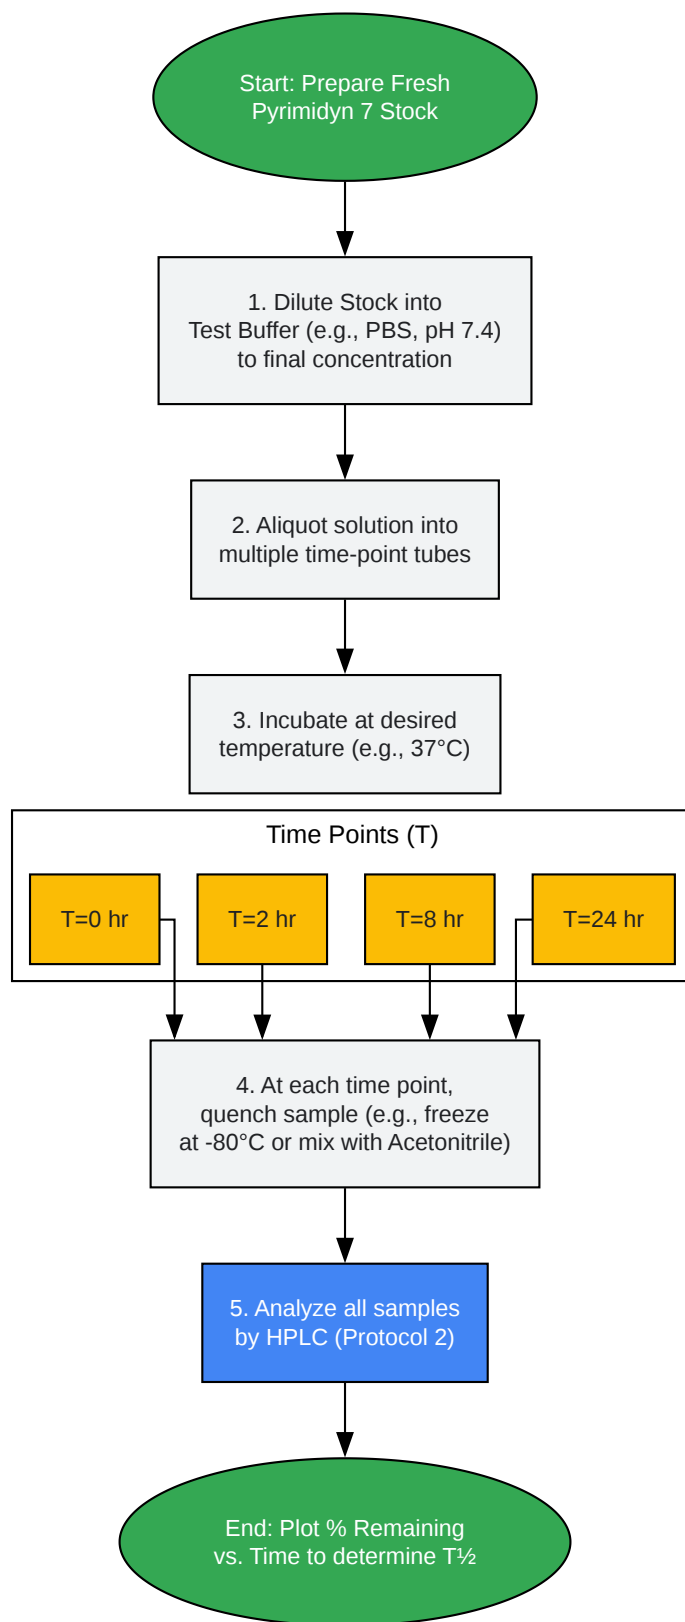 Start: Prepare Fresh
Pyrimidyn 7 Stock
1. Dilute Stock into
Test Buffer (e.g., PBS, pH 7.4)
to final concentration
2. Aliquot solution into
multiple time-point tubes
3. Incubate at desired
temperature (e.g., 37°C)
Time Points (T)
T=0 hr
T=2 hr
T=8 hr
T=24 hr
4. At each time point,
quench sample (e.g., freeze
at -80°C or mix with Acetonitrile)
5. Analyze all samples
by HPLC (Protocol 2)
End: Plot % Remaining
vs. Time to determine T½